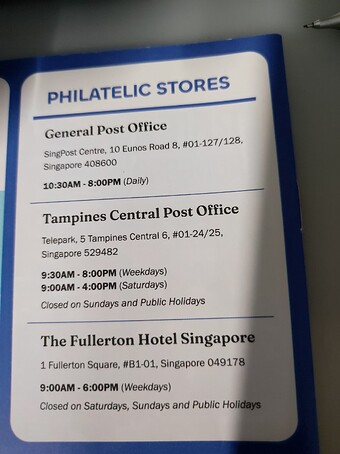 PHILATELIC STORES
General Post Office
SingPost Centre, 10 Eunos Road 8, #01-127/128,
Singapore 408600
10:30AM - 8:00PM (Daily)
Tampines Central Post Office
Telepark, 5 Tampines Central 6, #01-24/25,
Singapore 529482
9:30AM - 8:00PM (Weekdays)
9:00AM - 4:00PM (Saturdays)
Closed on Sundays and Public Holidays
The Fullerton Hotel Singapore
1 Fullerton Square, #B1-01, Singapore 049178
9:00AM - 6:00PM (Weekdays)
Closed on Saturdays, Sundays and Public Holidays